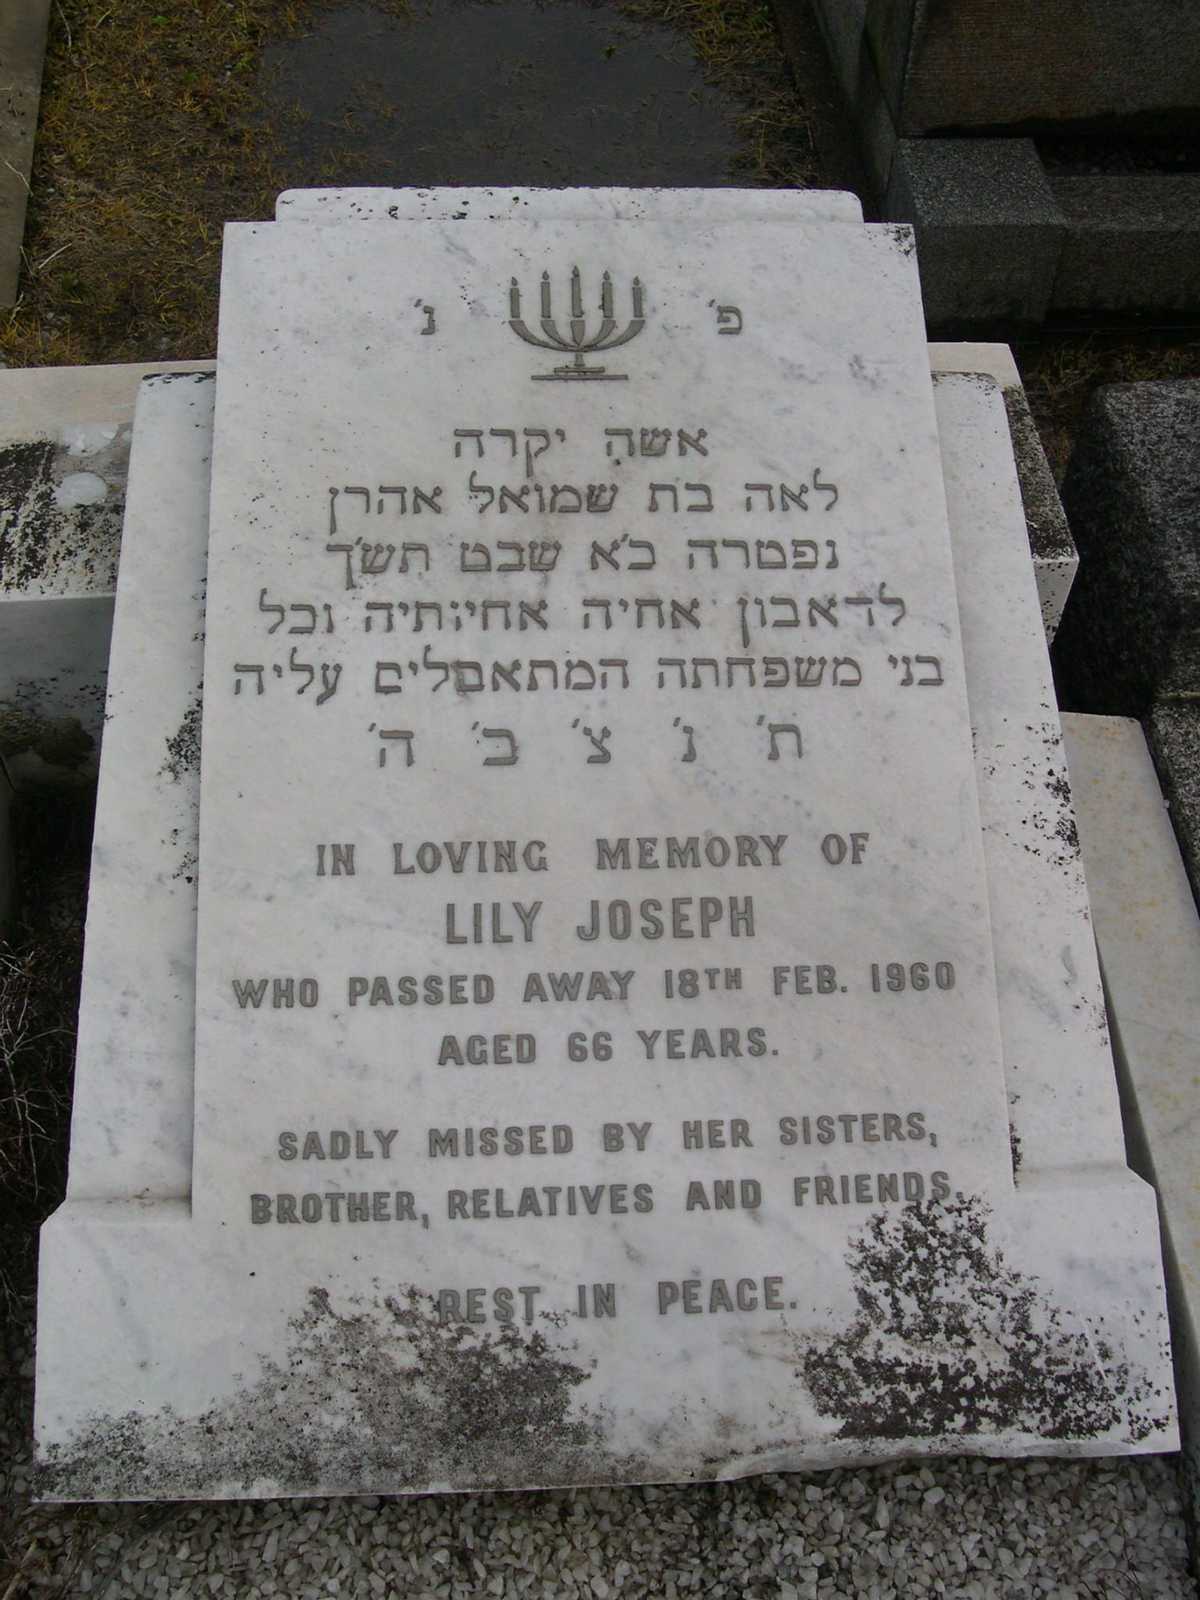 פ' נ'
אשה יקרה
לאה בת שמואל אהרן
נפטרה כ'א שבט תש'ך
לדאבון אחיה אחיותיה וכל
בני משפחתה המתאבלים עליה
ת' נ' צ' ב' ה'
IN LOVING MEMORY OF
LILY JOSEPH
WHO PASSED AWAY 18TH FEB. 1960
AGED 66 YEARS.
SADLY MISSED BY HER SISTERS,
BROTHER, RELATIVES AND FRIENDS.
REST IN PEACE.